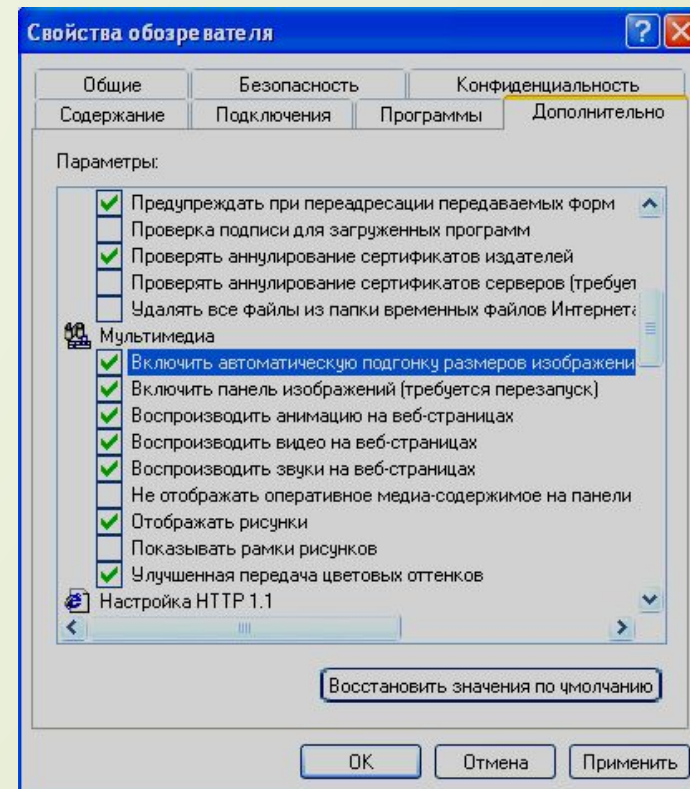 Свойства обозревателя
Общие Безопасность Конфиденциальность
Содержание Подключения Программы Дополнительно
Параметры:
Предупреждать при переадресации передаваемых форм
Проверка подписи для загруженных программ
Проверять аннулирование сертификатов издателей
Проверять аннулирование сертификатов серверов (требует
Удалять все файлы из папки временных файлов Интернета
Мультимедиа
Включить автоматическую подгонку размеров изображени
Включить панель изображений (требуется перезапуск)
Воспроизводить анимацию на веб-страницах
Воспроизводить видео на веб-страницах
Воспроизводить звуки на веб-страницах
Не отображать оперативное медиа-содержимое на панели
Отображать рисунки
Показывать рамки рисунков
Улучшенная передача цветовых оттенков
Настройка HTTP 1.1
Восстановить значения по умолчанию
OK Отмена Применить